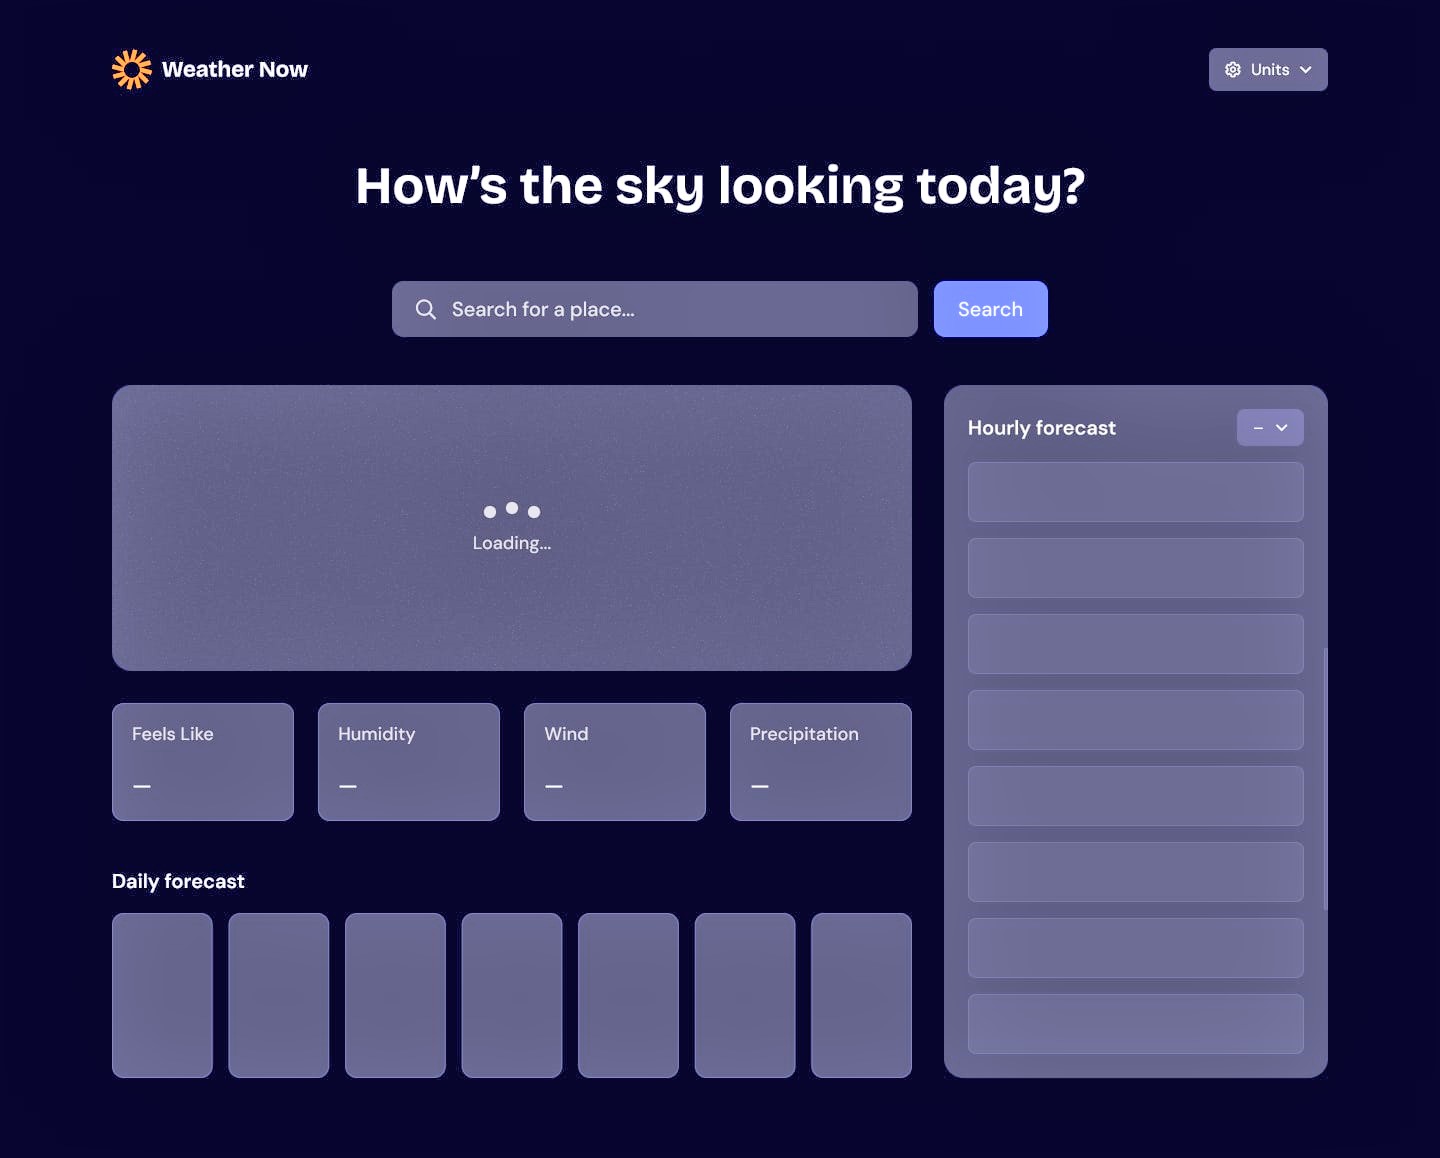 Weather Now
Units
How’s the sky looking today?
Search for a place...
Search
Loading...
Hourly forecast
–
Feels Like
Humidity
Wind
Precipitation
—
—
—
—
Daily forecast